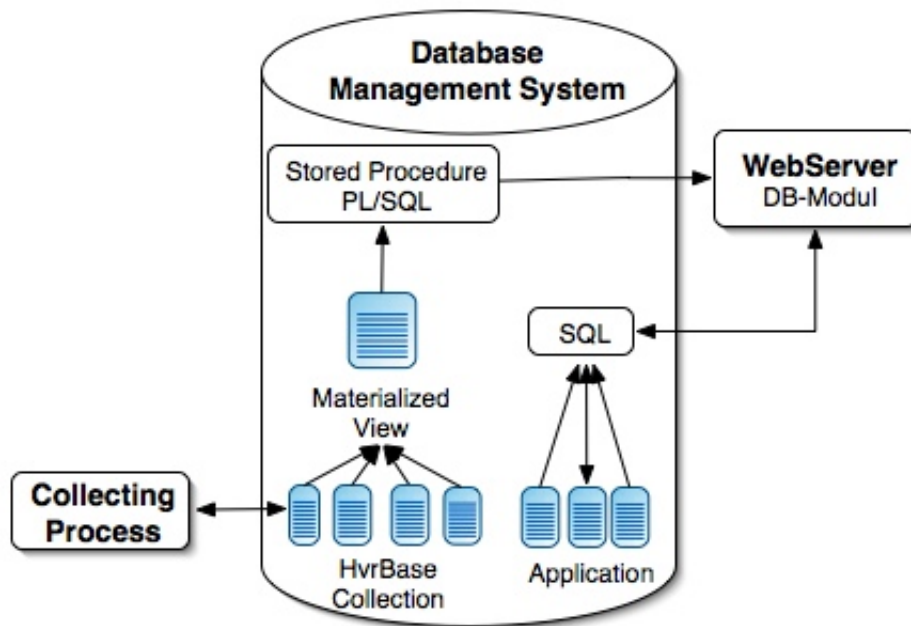 Database
Management System
Stored Procedure
PL/SQL
WebServer
DB-Modul
SQL
Materialized
View
Collecting
Process
HvrBase
Collection
Application